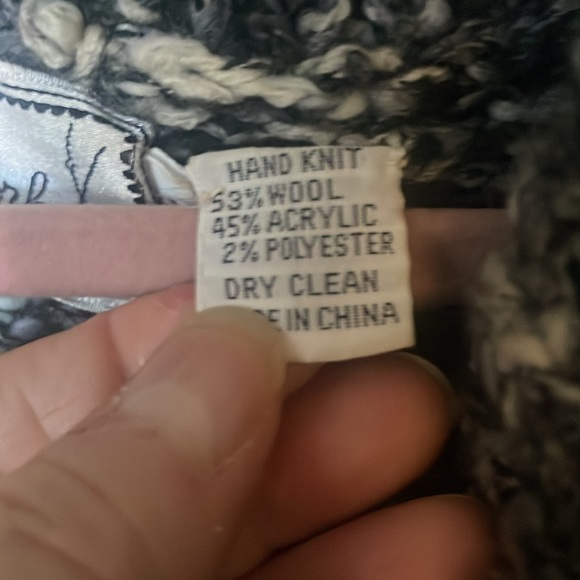 HAND KNIT
53% WOOL
45% ACRYLIC
2% POLYESTER
DRY CLEAN
E IN CHINA